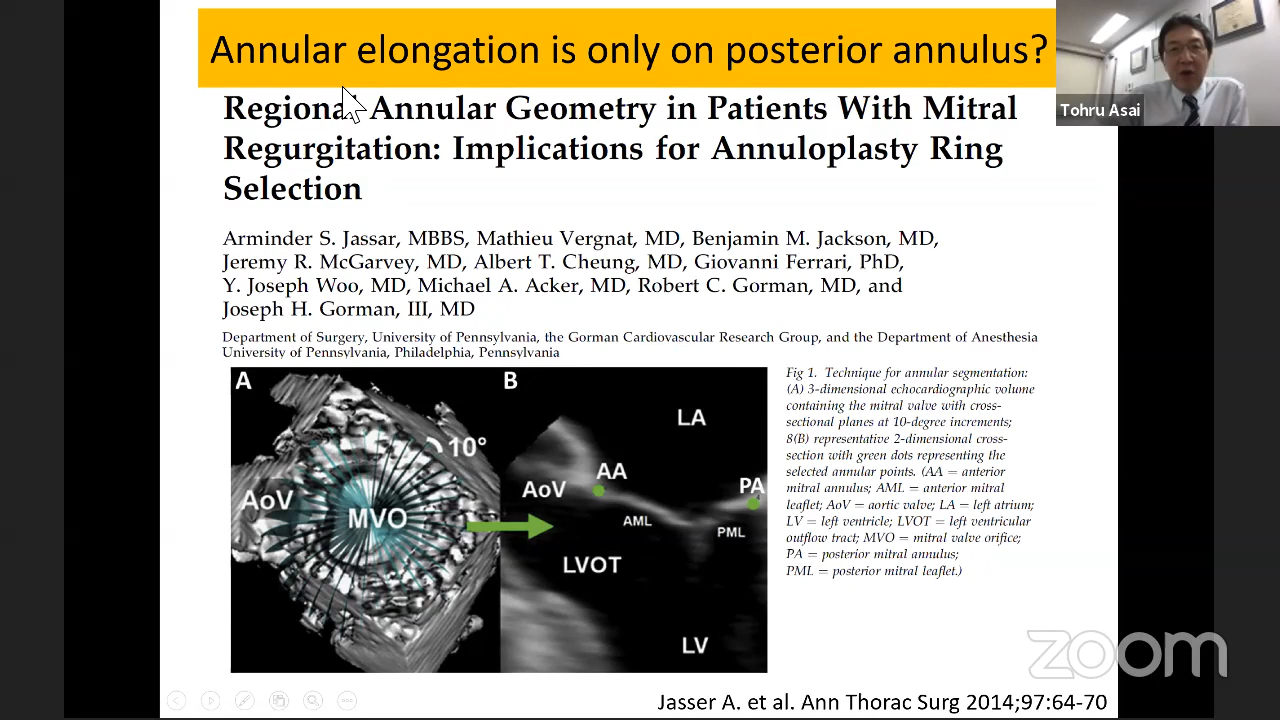 Annular elongation is only on posterior annulus?
Tohru Asai
Regional Annular Geometry in Patients With Mitral
Regurgitation: Implications for Annuloplasty Ring
Selection
Arminder S. Jassar, MBBS, Mathieu Vergnat, MD, Benjamin M. Jackson, MD,
Jeremy R. McGarvey, MD, Albert T. Cheung, MD, Giovanni Ferrari, PhD,
Y. Joseph Woo, MD, Michael A. Acker, MD, Robert C. Gorman, MD, and
Joseph H. Gorman, III, MD
Department of Surgery, University of Pennsylvania, the Gorman Cardiovascular Research Group, and the Department of Anesthesia
University of Pennsylvania, Philadelphia, Pennsylvania
A
10°
AoV
MVO
B
LA
AA
AoV
PA
AML
PML
LVOT
LV
Fig 1. Technique for annular segmentation:
(A) 3-dimensional echocardiographic volume
containing the mitral valve with cross-
sectional planes at 10-degree increments;
8(B) representative 2-dimensional cross-
section with green dots representing the
selected annular points. (AA = anterior
mitral annulus; AML = anterior mitral
leaflet; AoV = aortic valve; LA = left atrium;
LV = left ventricle; LVOT = left ventricular
outflow tract; MVO = mitral valve orifice;
PA = posterior mitral annulus;
PML = posterior mitral leaflet.)
zoom
Jasser A. et al. Ann Thorac Surg 2014;97:64-70